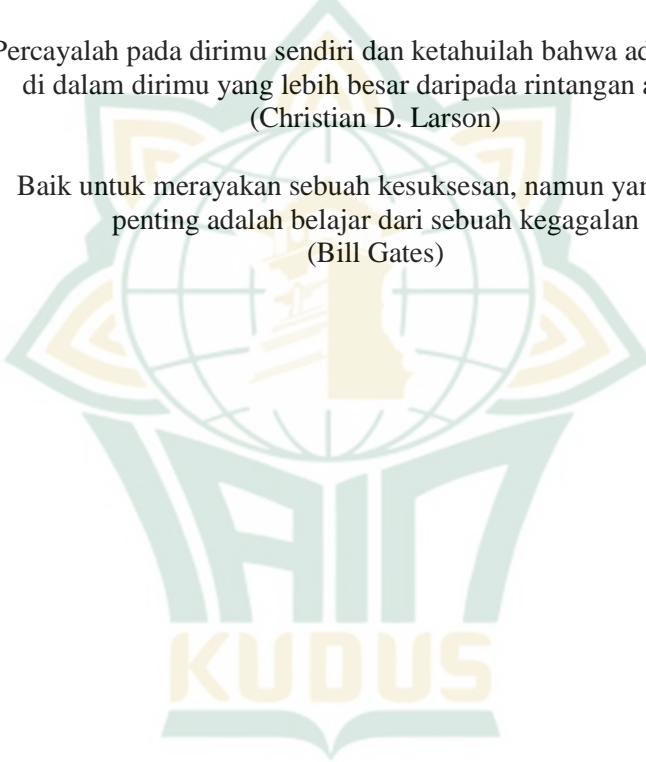 Percayalah pada dirimu sendiri dan ketahuilah bahwa
di dalam dirimu yang lebih besar daripada rintangan
(Christian D. Larson)
Baik untuk merayakan sebuah kesuksesan, namun
penting adalah belajar dari sebuah kegagalan
(Bill Gates)
IAIN
KUDUS